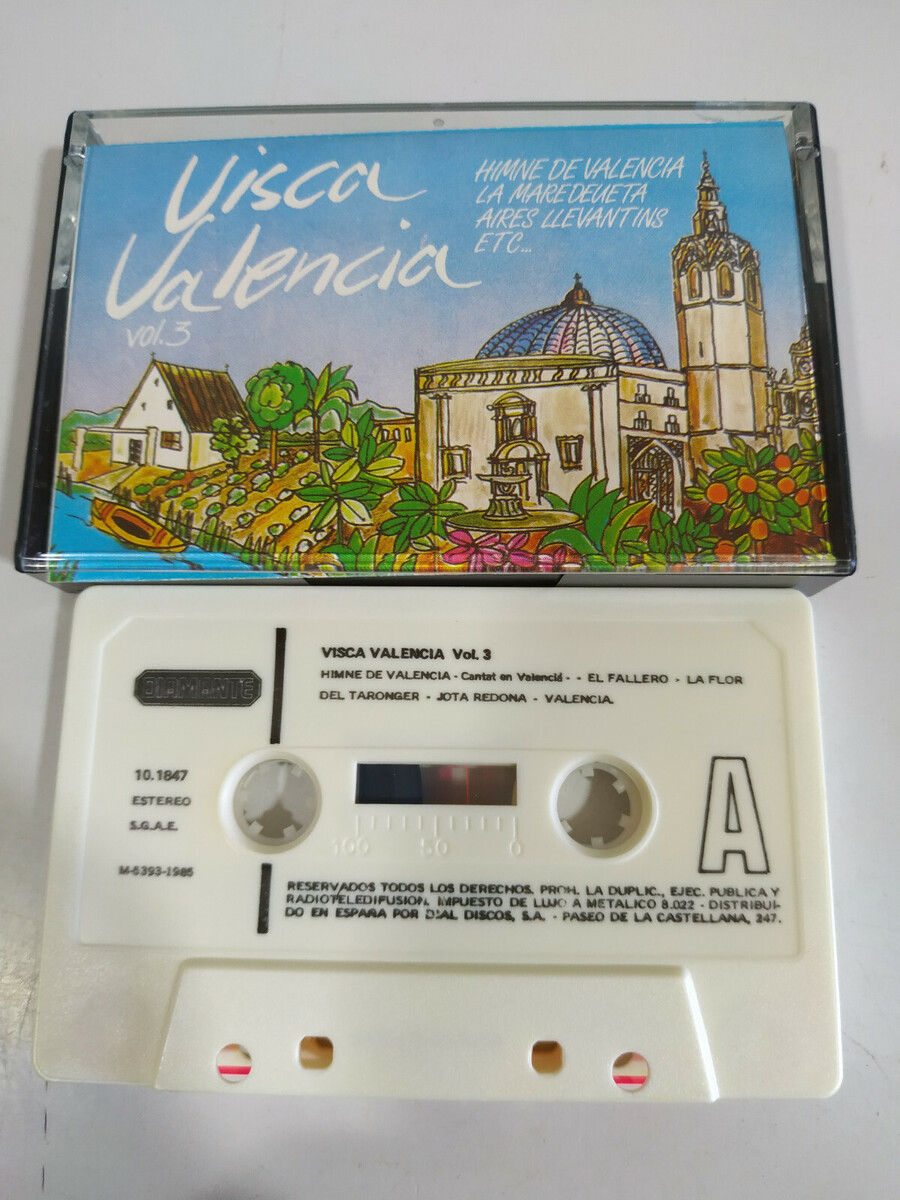 Visca
Valencia
vol.3
HIMNE DE VALENCIA
LA MAREDEUETA
AIRES LLEVANTINS
ETC...
VISCA VALENCIA Vol. 3
HIMNE DE VALENCIA - Cantat en Valenciá - - EL FALLERO - LA FLOR
DEL TARONGER - JOTA REDONA - VALENCIA.
DIAMANTE
10.1847
ESTEREO
S.G.A.E.
M-5393-1985
A
100 50 0
RESERVADOS TODOS LOS DERECHOS. PROH. LA DUPLIC., EJEC. PUBLICA Y
RADIOTELEDIFUSION. IMPUESTO DE LUJO A METALICO 8.022 - DISTRIBUI-
DO EN ESPAÑA POR DIAL DISCOS, S.A. - PASEO DE LA CASTELLANA, 247.